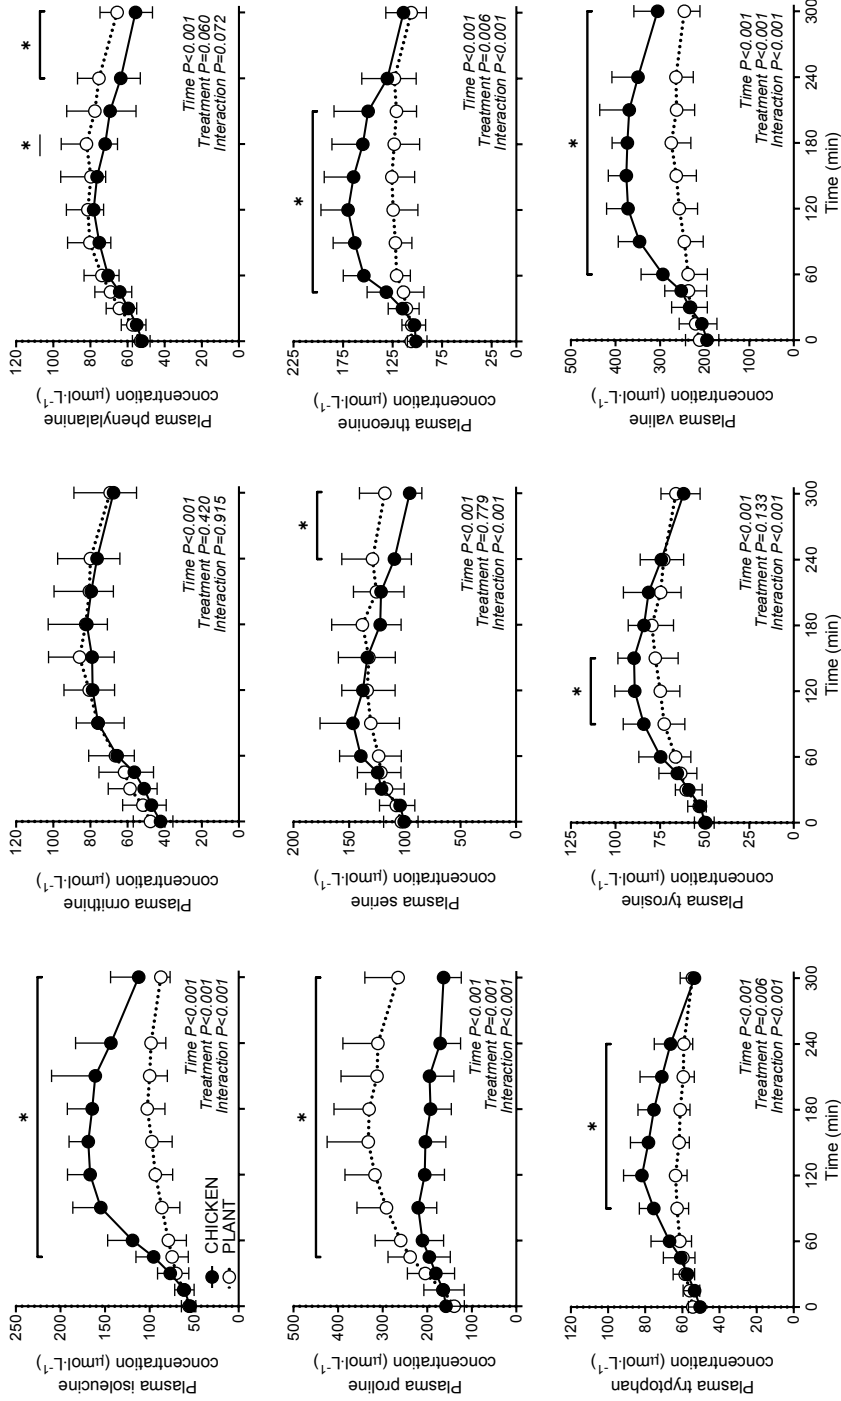 Plasma isoleucine
concentration (μmol·L⁻¹)
250
200
150
100
50
0
*
CHICKEN
PLANT
Time P<0.001
Treatment P<0.001
Interaction P<0.001
Plasma ornithine
concentration (μmol·L⁻¹)
120
100
80
60
40
20
0
Time P<0.001
Treatment P=0.420
Interaction P=0.915
Plasma phenylalanine
concentration (μmol·L⁻¹)
120
100
80
60
40
20
0
* *
Time P<0.001
Treatment P=0.060
Interaction P=0.072
Plasma proline
concentration (μmol·L⁻¹)
500
400
300
200
100
0
*
Time P<0.001
Treatment P=0.001
Interaction P<0.001
Plasma serine
concentration (μmol·L⁻¹)
200
150
100
50
0
*
Time P<0.001
Treatment P=0.779
Interaction P<0.001
Plasma threonine
concentration (μmol·L⁻¹)
225
175
125
75
25
0
*
Time P<0.001
Treatment P=0.006
Interaction P<0.001
Plasma tryptophan
concentration (μmol·L⁻¹)
120
100
80
60
40
20
0
*
Time P<0.001
Treatment P=0.006
Interaction P<0.001
0 60 120 180 240 300
Time (min)
Plasma tyrosine
concentration (μmol·L⁻¹)
125
100
75
50
25
0
*
Time P<0.001
Treatment P=0.133
Interaction P<0.001
0 60 120 180 240 300
Time (min)
Plasma valine
concentration (μmol·L⁻¹)
500
400
300
200
100
0
*
Time P<0.001
Treatment P<0.001
Interaction P<0.001
0 60 120 180 240 300
Time (min)